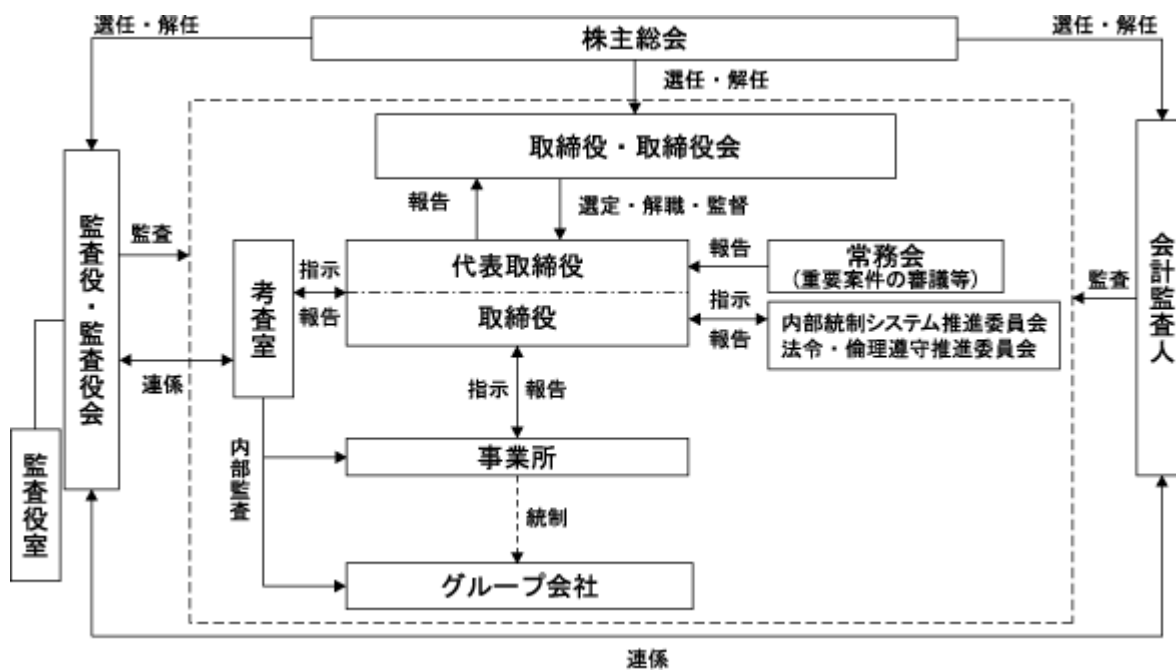 選任・解任
株主総会
選任・解任
選任・解任
取締役・取締役会
報告
選定・解職・監督
監査役・監査役会
監査
考査室
指示
報告
代表取締役
取締役
報告
常務会
(重要案件の審議等)
指示
報告
内部統制システム推進委員会
法令・倫理遵守推進委員会
監査
会計監査人
連係
指示
報告
監査役室
内部監査
事業所
統制
グループ会社
連係